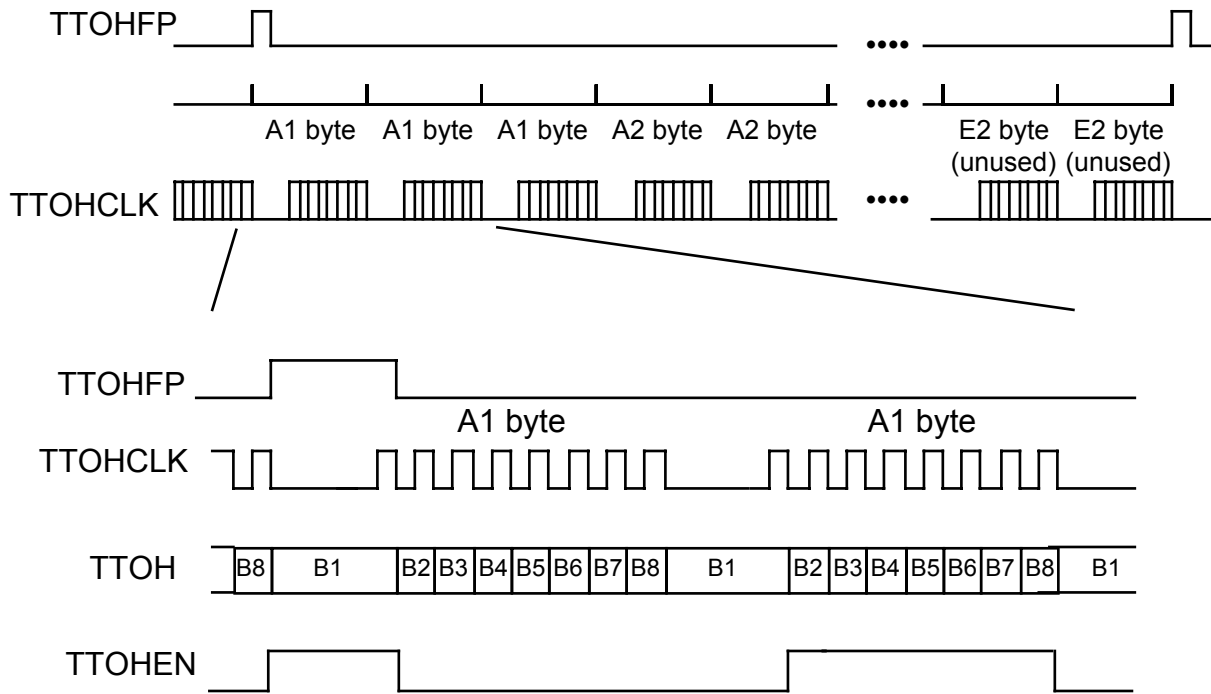 TTOHFP
A1 byte A1 byte A1 byte A2 byte A2 byte E2 byte E2 byte
(unused) (unused)
TTOHCLK
TTOHFP
A1 byte A1 byte
TTOHCLK
TTOH B8 B1 B2 B3 B4 B5 B6 B7 B8 B1 B2 B3 B4 B5 B6 B7 B8 B1
TTOHEN